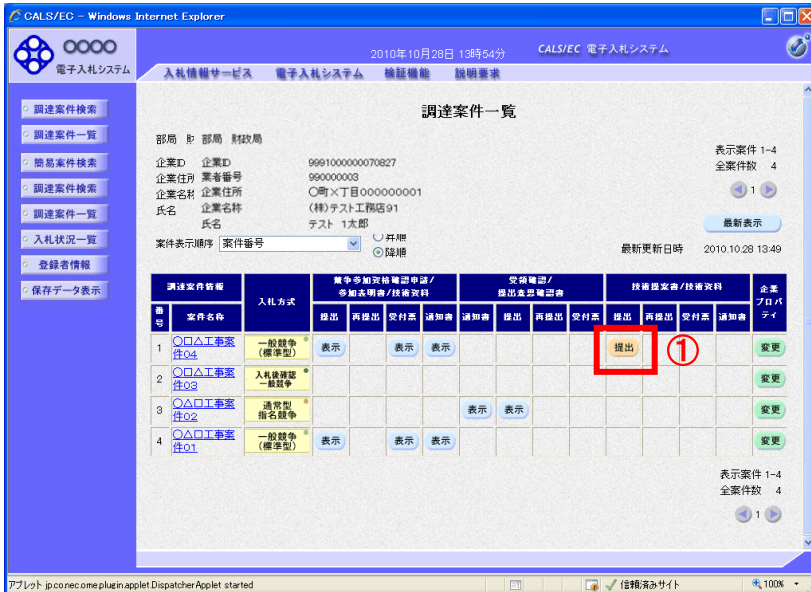 CALS/EC - Windows Internet Explorer
OOOO
電子入札システム
2010年10月28日 13時54分
CALS/EC 電子入札システム
入札情報サービス 電子入札システム 検証機能 説明要求
調達案件検索
調達案件一覧
簡易案件検索
調達案件検索
調達案件一覧
入札状況一覧
登録者情報
保存データ表示
調達案件一覧
部局 部局 財政局
企業ID 企業ID 9991000000070827
企業住所 業者番号 990000003
企業名称 企業住所 〇町×丁目000000001
氏名 企業名称 (株)テスト工務店91
氏名 テスト 1太郎
案件表示順序 案件番号
昇順
降順
表示案件 1-4
全案件数 4
1
最新表示
最新更新日時 2010.10.28 13:49
調達案件情報 入札方式 競争参加資格確認申請/参加表明書/技術資料 受領確認/提出意思確認書 技術提案書/技術資料 企業プロパティ
番号 案件名称 提出 再提出 受付票 通知書 通知書 提出 再提出 受付票 提出 再提出 受付票 通知書
1 〇口△工事案件04 一般競争(標準型) 表示 表示 表示 提出 変更
①
2 〇口△工事案件03 入札後確認一般競争 変更
3 〇△口工事案件02 通常型指名競争 表示 表示 変更
4 〇△口工事案件01 一般競争(標準型) 表示 表示 表示 変更
表示案件 1-4
全案件数 4
1
アプレット jp.co.nec.ome.plugin.applet.DispatcherApplet started
信頼済みサイト
100%